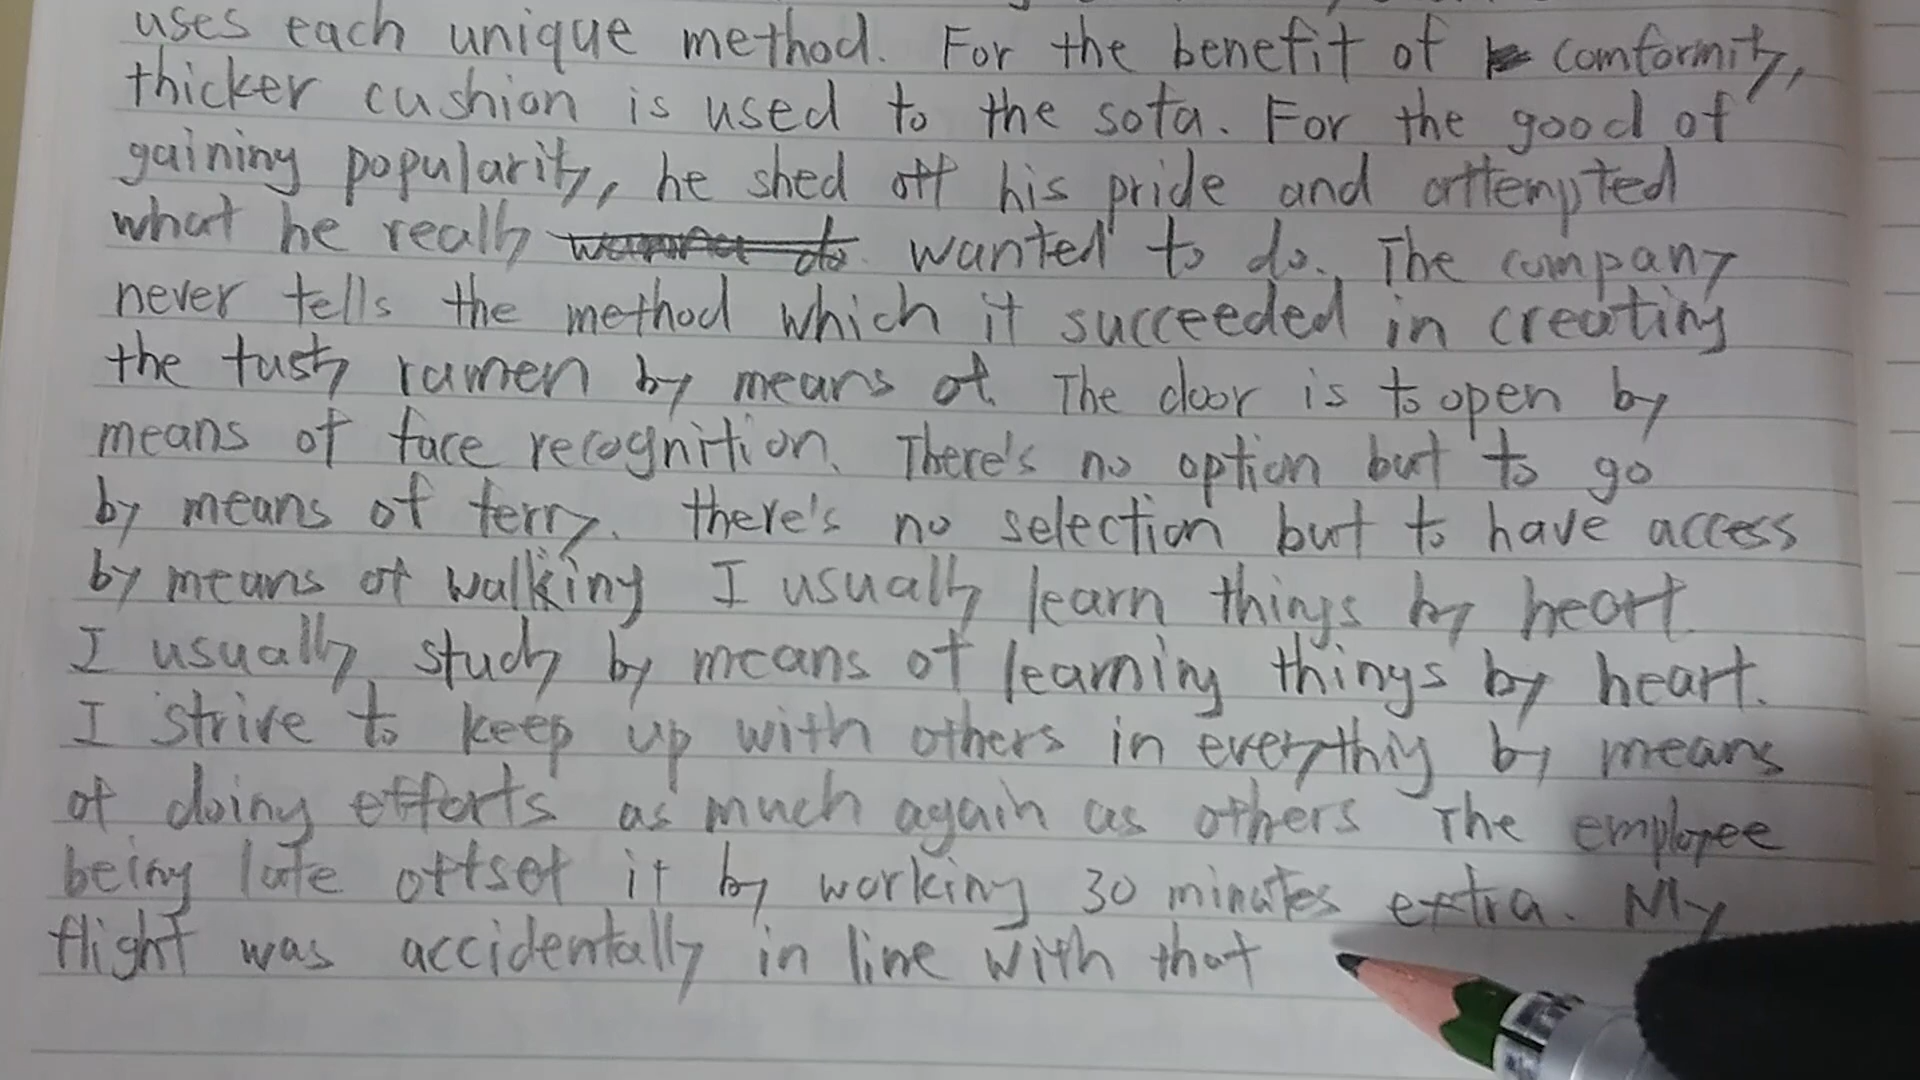 uses each unique method. For the benefit of comformity,
thicker cushion is used to the sofa. For the good of
gaining popularity, he shed off his pride and attempted
what he really wanna do wanted to do. The company
never tells the method which it succeeded in creating
the tasty ramen by means of. The door is to open by
means of face recognition. There's no option but to go
by means of ferry. there's no selection but to have access
by means of walking I usually learn things by heart
I usually study by means of learning things by heart.
I strive to keep up with others in everythig by means
of doing efforts as much again as others The employee
being late offset it by working 30 minutes extra. My
flight was accidentally in line with that